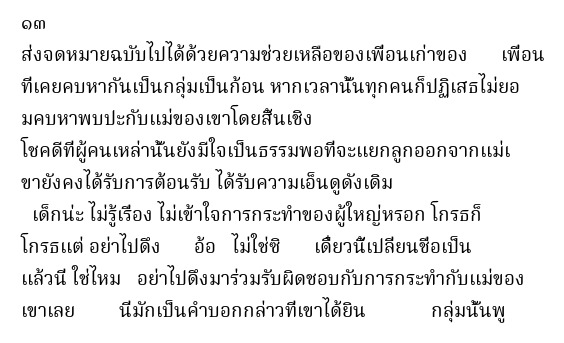 ๑๓
ส่งจดหมายฉบับไปได้ด้วยความช่วยเหลือของเพื่อนเก่าของ เพื่อน
ที่เคยคบหากันเป็นกลุ่มเป็นก้อน หากเวลานั้นทุกคนก็ปฏิเสธไม่ยอ
มคบหาพบปะกับแม่ของเขาโดยสิ้นเชิง
โชคดีที่ผู้คนเหล่านั้นยังมีใจเป็นธรรมพอที่จะแยกลูกออกจากแม่เ
ขายังคงได้รับการต้อนรับ ได้รับความเอ็นดูดังเดิม
เด็กน่ะ ไม่รู้เรื่อง ไม่เข้าใจการกระทำของผู้ใหญ่หรอก โกรธก็
โกรธแต่ อย่าไปดึง อ้อ ไม่ใช่ซิ เดี๋ยวนี้เปลี่ยนชื่อเป็น
แล้วนี่ ใช่ไหม อย่าไปดึงมาร่วมรับผิดชอบกับการกระทำกับแม่ของ
เขาเลย นี่มักเป็นคำบอกกล่าวที่เขาได้ยิน กลุ่มนั้นพู